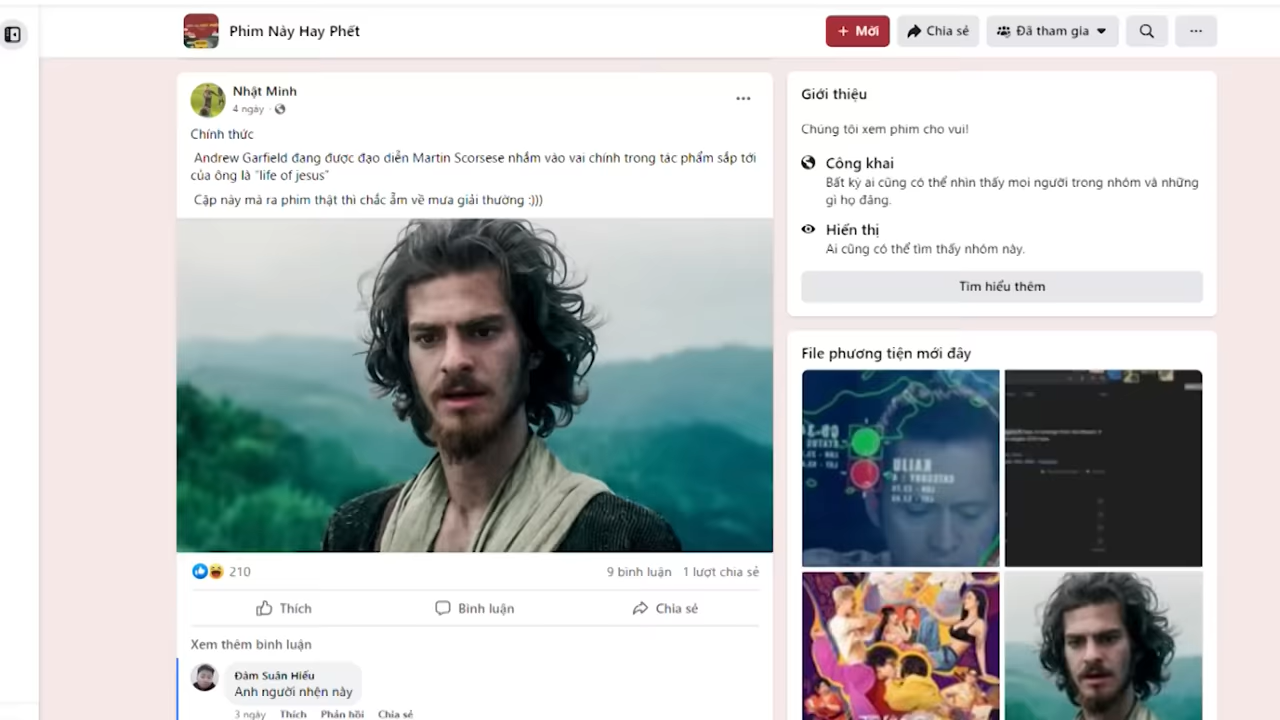 Phim Này Hay Phết
+ Mới
Chia sẻ
Đã tham gia
Nhật Minh
4 ngày ·
Chính thức
Andrew Garfield đang được đạo diễn Martin Scorsese nhắm vào vai chính trong tác phẩm sắp tới
của ông là "life of jesus"
Cặp này mà ra phim thật thì chắc ẵm về mưa giải thưởng :)))
210
9 bình luận
1 lượt chia sẻ
Thích
Bình luận
Chia sẻ
Xem thêm bình luận
Đàm Suân Hiếu
Anh người nhện này
3 ngày
Thích
Phản hồi
Chia sẻ
Giới thiệu
Chúng tôi xem phim cho vui!
Công khai
Bất kỳ ai cũng có thể nhìn thấy mọi người trong nhóm và những
gì họ đăng.
Hiển thị
Ai cũng có thể tìm thấy nhóm này.
Tìm hiểu thêm
File phương tiện mới đây